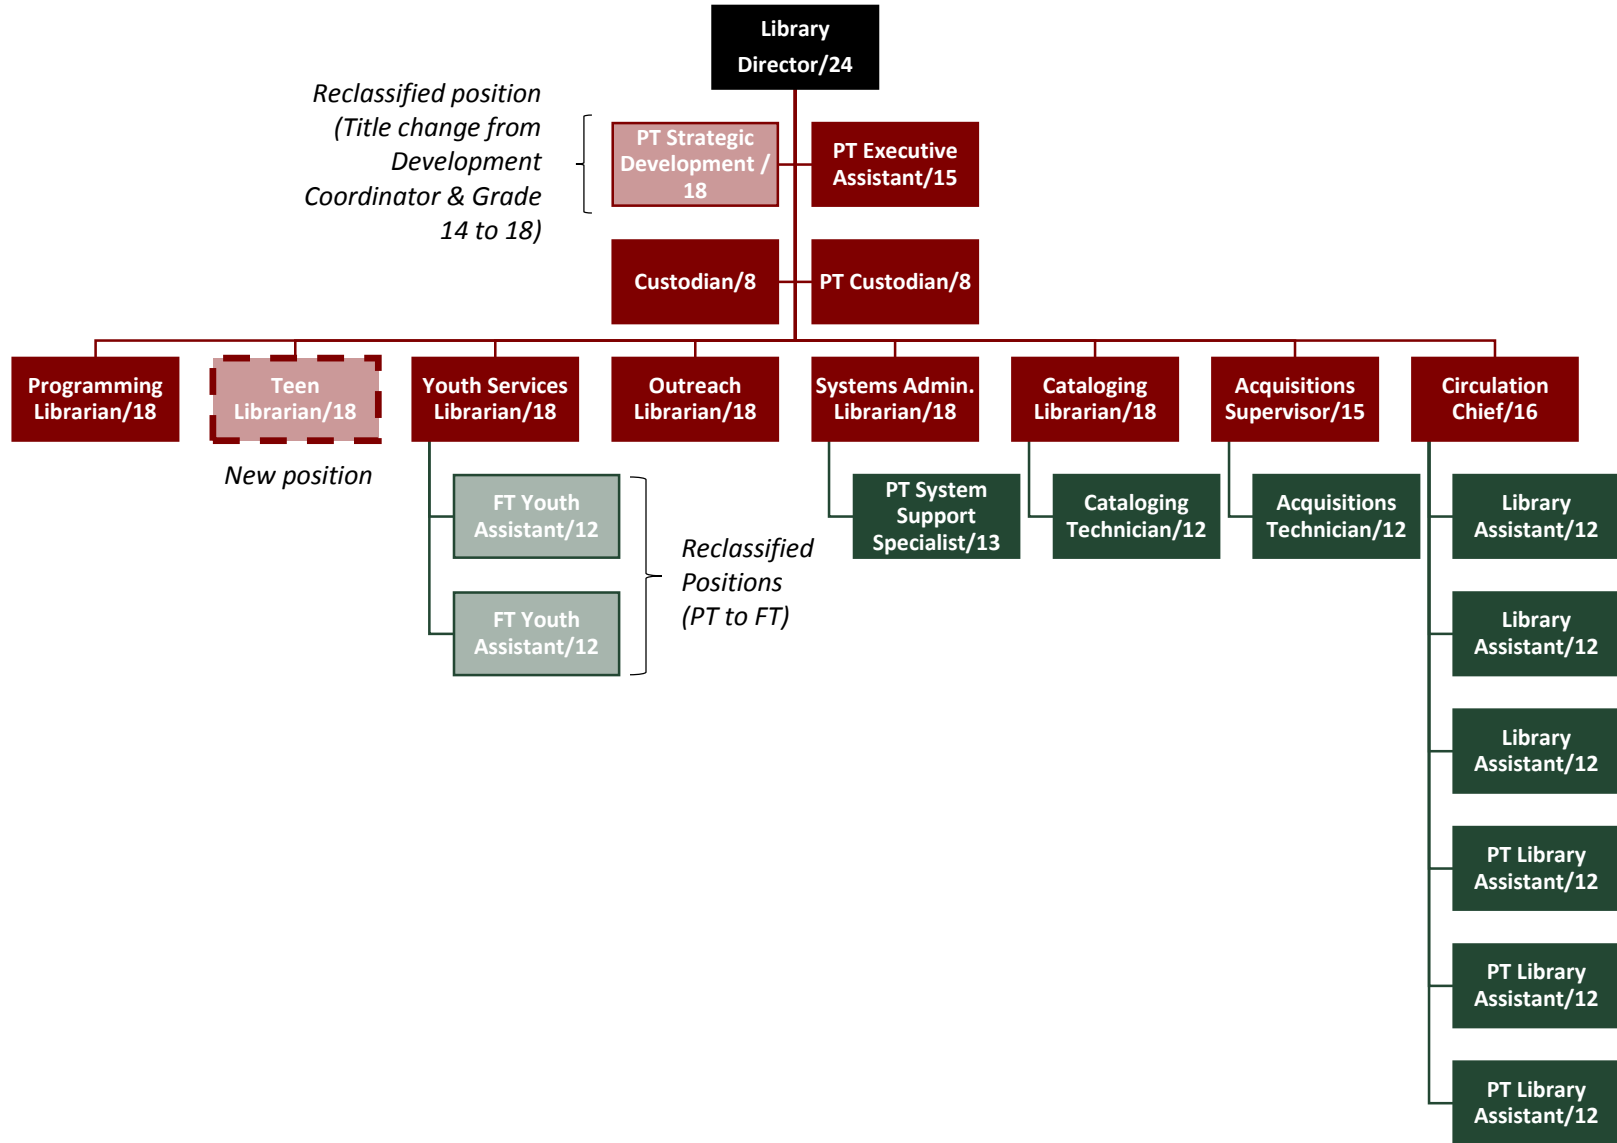 Library
Director/24
Reclassified position
(Title change from
Development
Coordinator & Grade
14 to 18)
PT Strategic
Development /
18
PT Executive
Assistant/15
Custodian/8
PT Custodian/8
Programming
Librarian/18
Teen
Librarian/18
Youth Services
Librarian/18
Outreach
Librarian/18
Systems Admin.
Librarian/18
Cataloging
Librarian/18
Acquisitions
Supervisor/15
Circulation
Chief/16
New position
FT Youth
Assistant/12
FT Youth
Assistant/12
Reclassified
Positions
(PT to FT)
PT System
Support
Specialist/13
Cataloging
Technician/12
Acquisitions
Technician/12
Library
Assistant/12
Library
Assistant/12
Library
Assistant/12
PT Library
Assistant/12
PT Library
Assistant/12
PT Library
Assistant/12